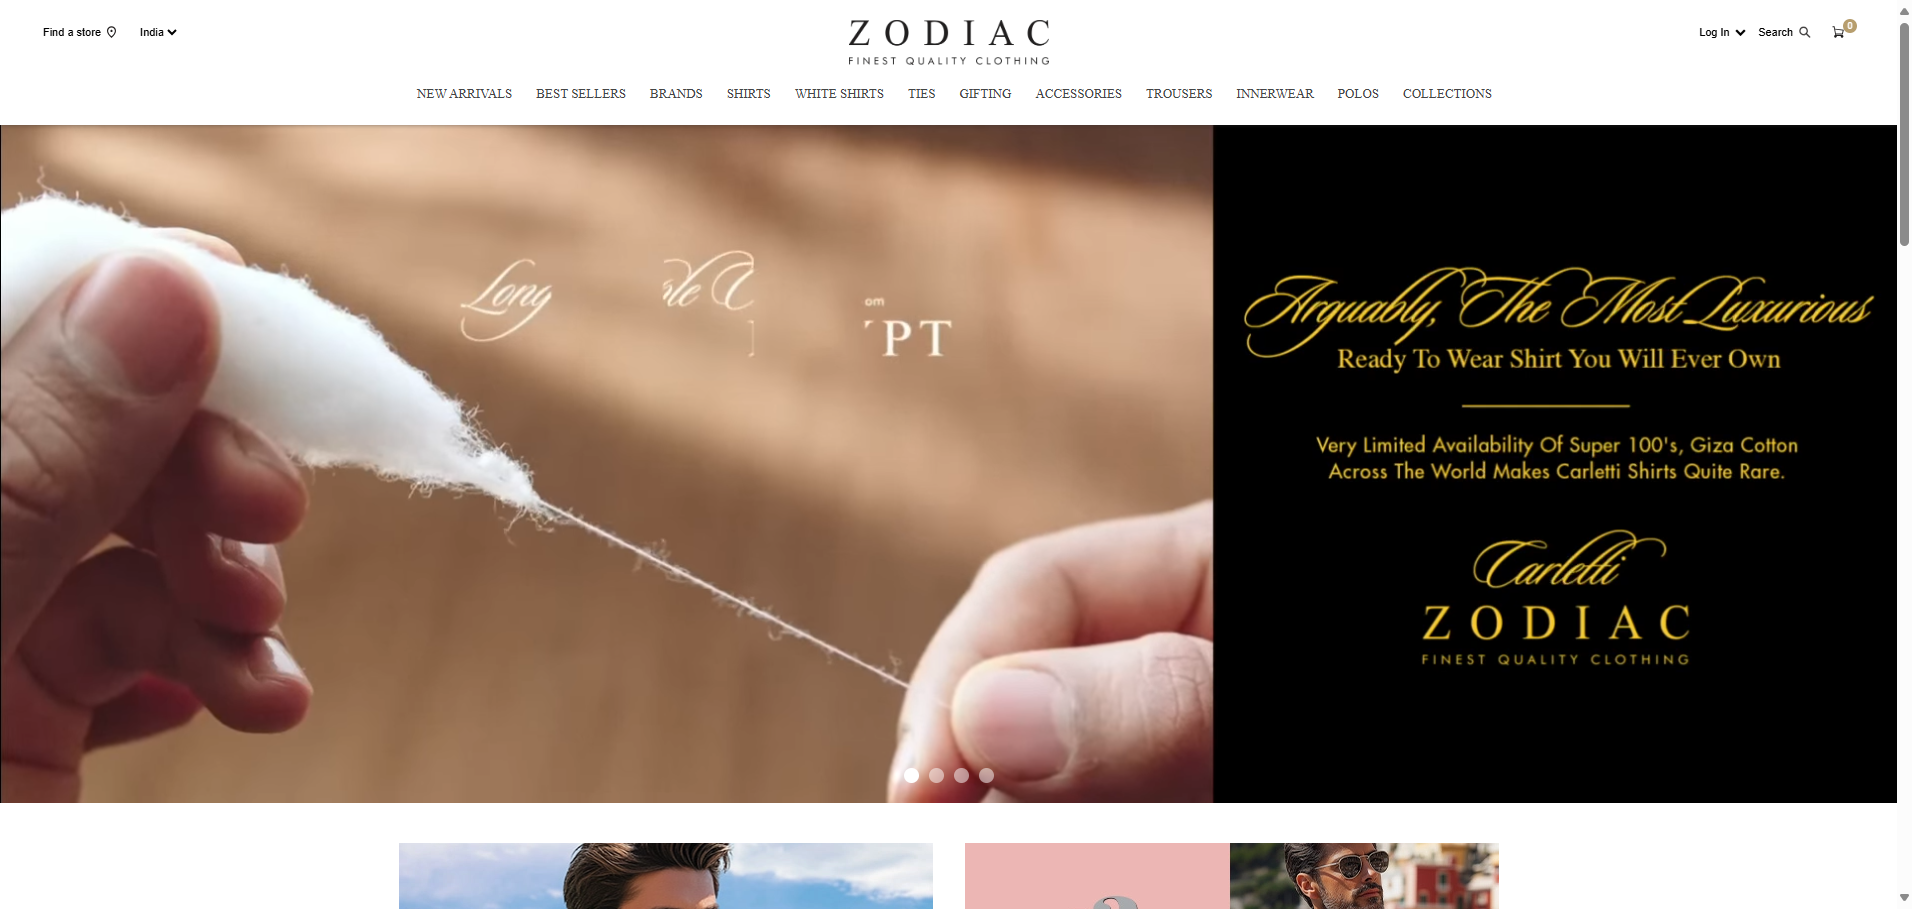 Find a store
India
ZODIAC
FINEST QUALITY CLOTHING
Log In
Search
0
NEW ARRIVALS
BEST SELLERS
BRANDS
SHIRTS
WHITE SHIRTS
TIES
GIFTING
ACCESSORIES
TROUSERS
INNERWEAR
POLOS
COLLECTIONS
Long
om
PT
Arguably, The Most Luxurious
Ready To Wear Shirt You Will Ever Own
Very Limited Availability Of Super 100's, Giza Cotton
Across The World Makes Carletti Shirts Quite Rare.
Carletti
ZODIAC
FINEST QUALITY CLOTHING